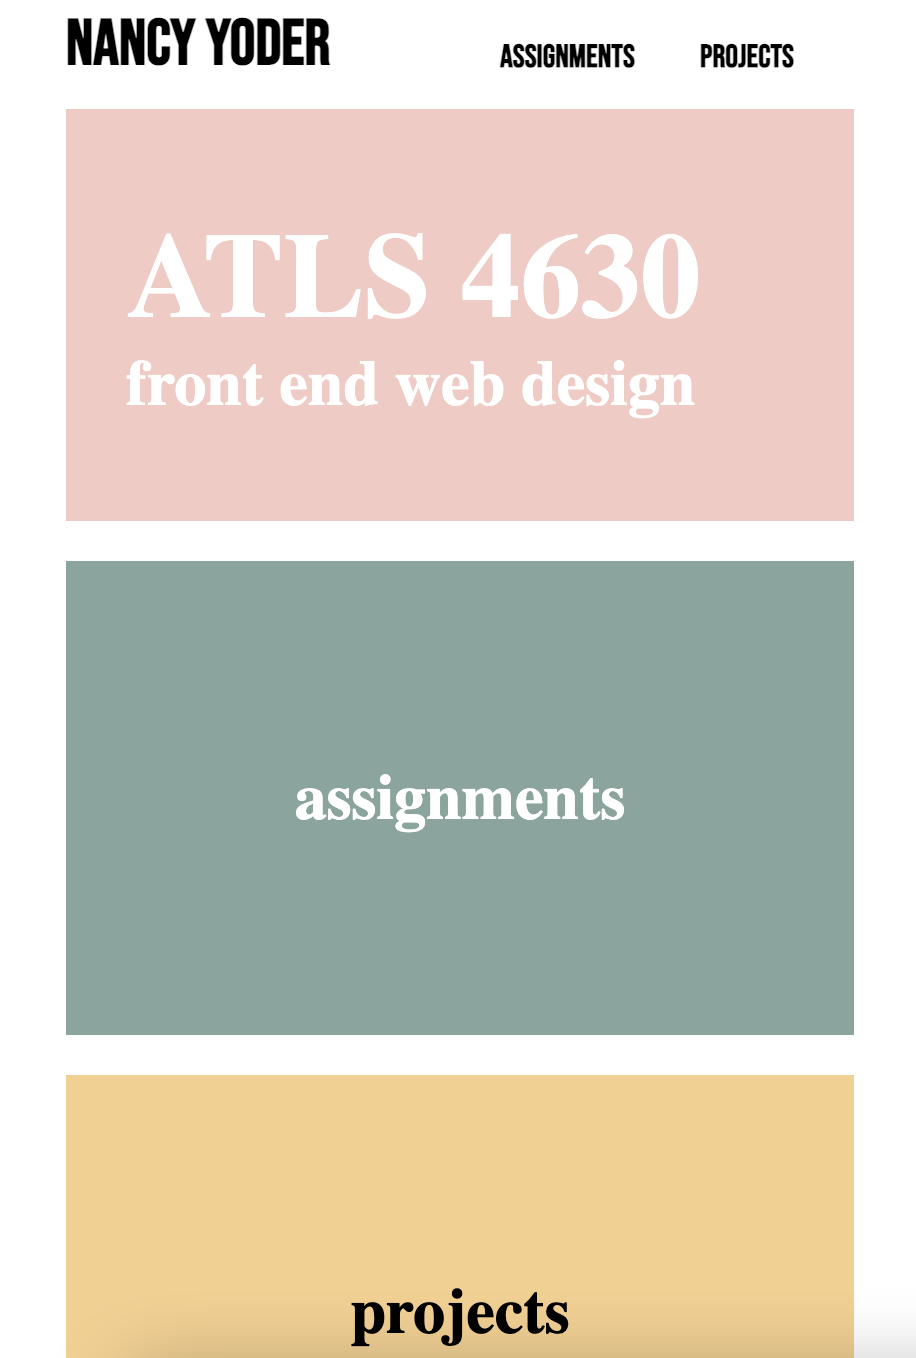 NANCY YODER
ASSIGNMENTS PROJECTS
ATLS 4630
front end web design
assignments
projects